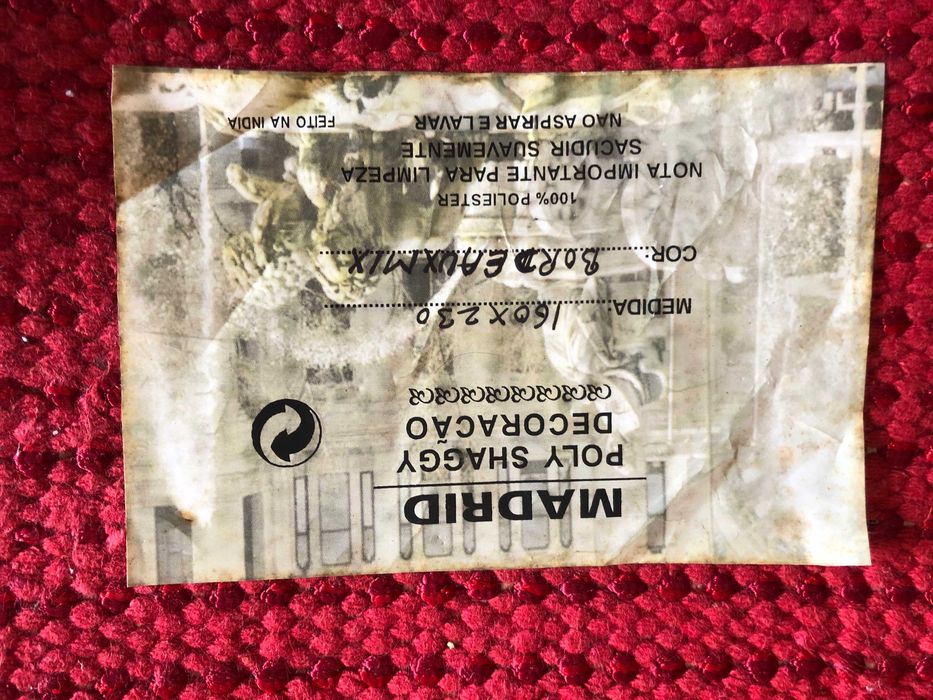 MADRID
POLY SHAGGY
DECORAÇÃO
MEDIDA: 160X230
COR: BORDEAUXMIX
100% POLIESTER
NOTA IMPORTANTE PARA LIMPEZA
SACUDIR SUAVEMENTE
NAO ASPIRAR E LAVAR
FEITO NA INDIA